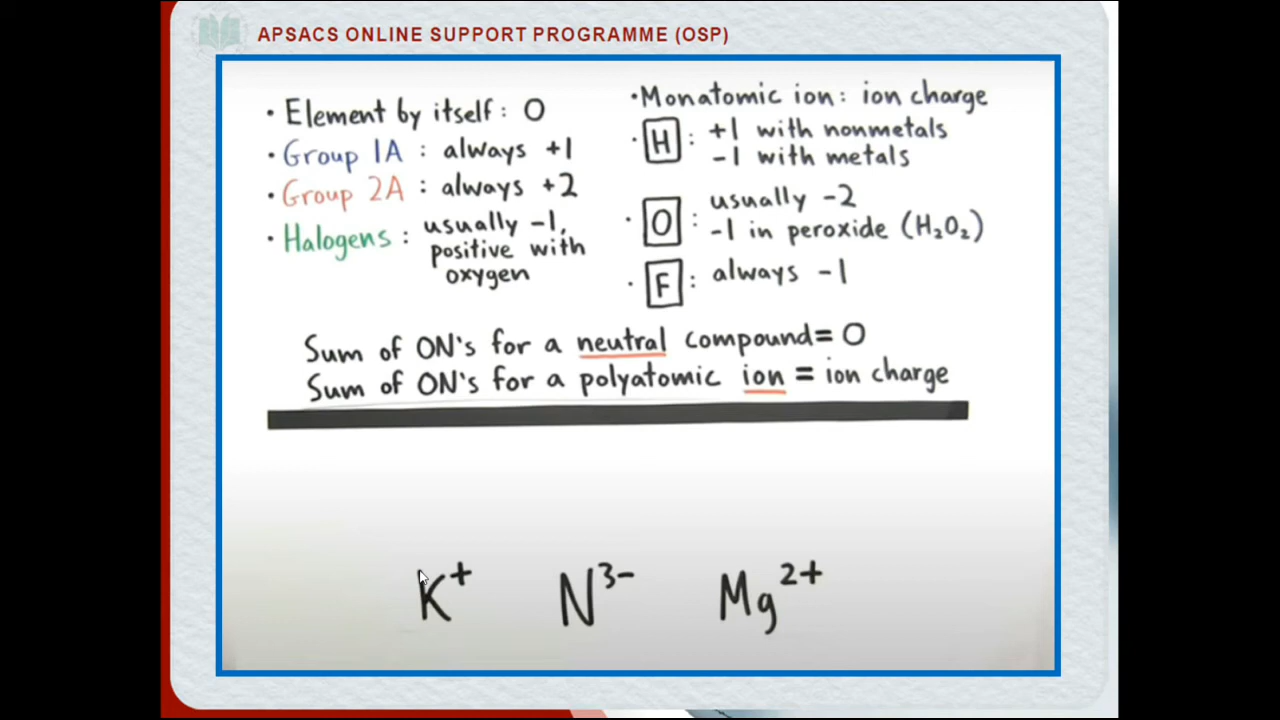 APSACS ONLINE SUPPORT PROGRAMME (OSP)
• Element by itself: 0
• Group 1A : always +1
• Group 2A : always +2
• Halogens : usually -1,
positive with
oxygen
• Monatomic ion: ion charge
• H : +1 with nonmetals
-1 with metals
• O : usually -2
-1 in peroxide (H₂O₂)
• F : always -1
Sum of ON's for a neutral compound = 0
Sum of ON's for a polyatomic ion = ion charge
K⁺ N³⁻ Mg²⁺